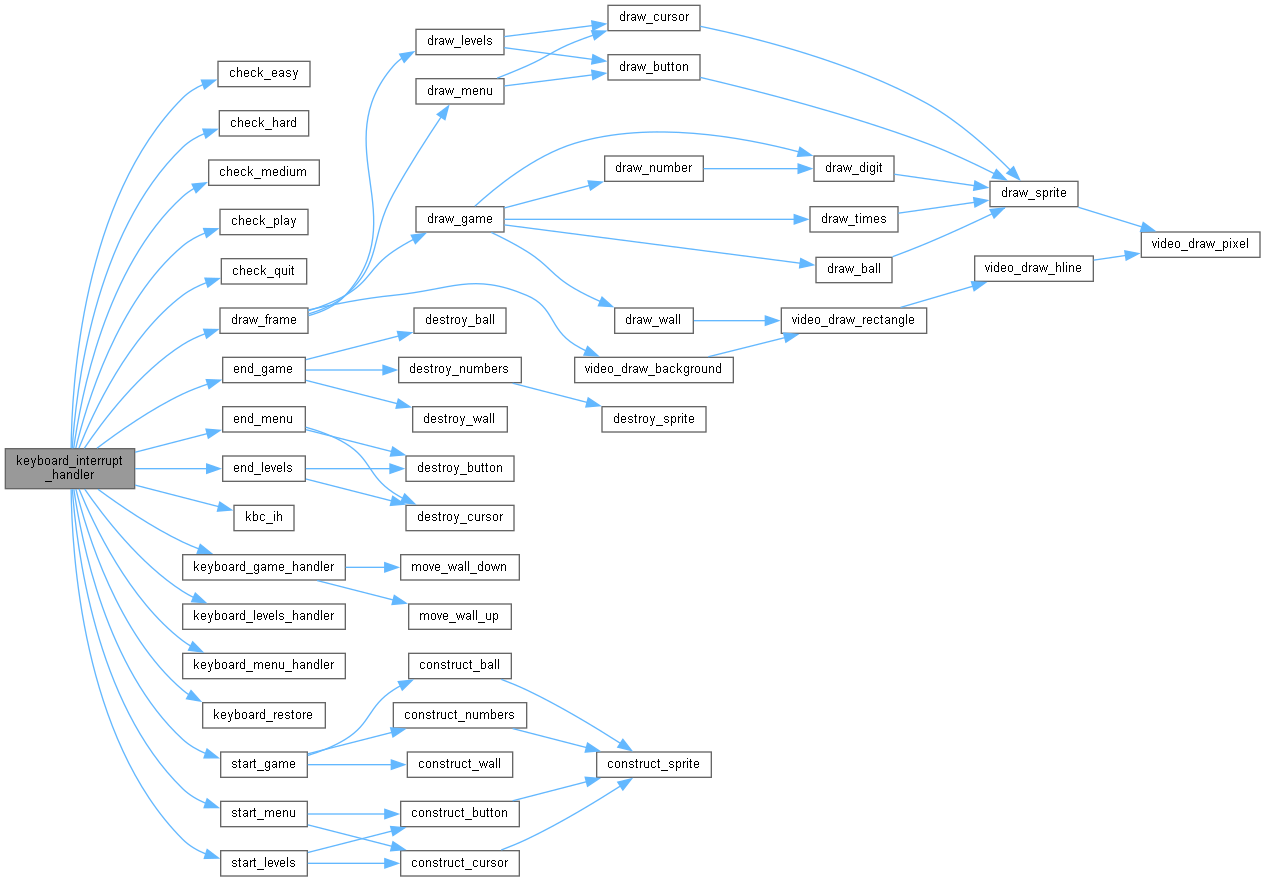 keyboard_interrupt
_handler
check_easy
check_hard
check_medium
check_play
check_quit
draw_frame
end_game
end_menu
end_levels
kbc_ih
keyboard_game_handler
keyboard_levels_handler
keyboard_menu_handler
keyboard_restore
start_game
start_menu
start_levels
draw_levels
draw_menu
draw_game
destroy_ball
destroy_numbers
destroy_wall
destroy_button
destroy_cursor
move_wall_down
move_wall_up
construct_ball
construct_numbers
construct_wall
construct_button
construct_cursor
draw_cursor
draw_button
draw_number
draw_wall
video_draw_background
destroy_sprite
construct_sprite
draw_digit
draw_times
draw_ball
video_draw_rectangle
draw_sprite
video_draw_hline
video_draw_pixel